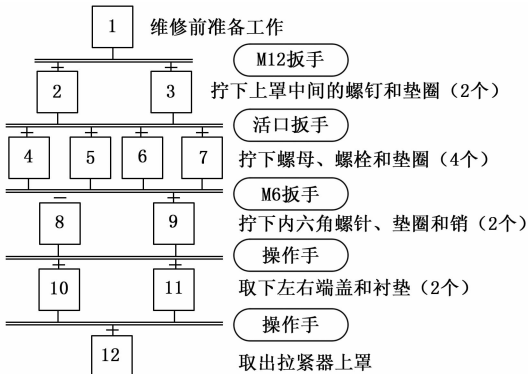 1 维修前准备工作
M12扳手
2 3 拧下上罩中间的螺钉和垫圈（2个）
活口扳手
4 5 6 7 拧下螺母、螺栓和垫圈（4个）
M6扳手
8 9 拧下内六角螺针、垫圈和销（2个）
操作手
10 11 取下左右端盖和衬垫（2个）
操作手
12 取出拉紧器上罩